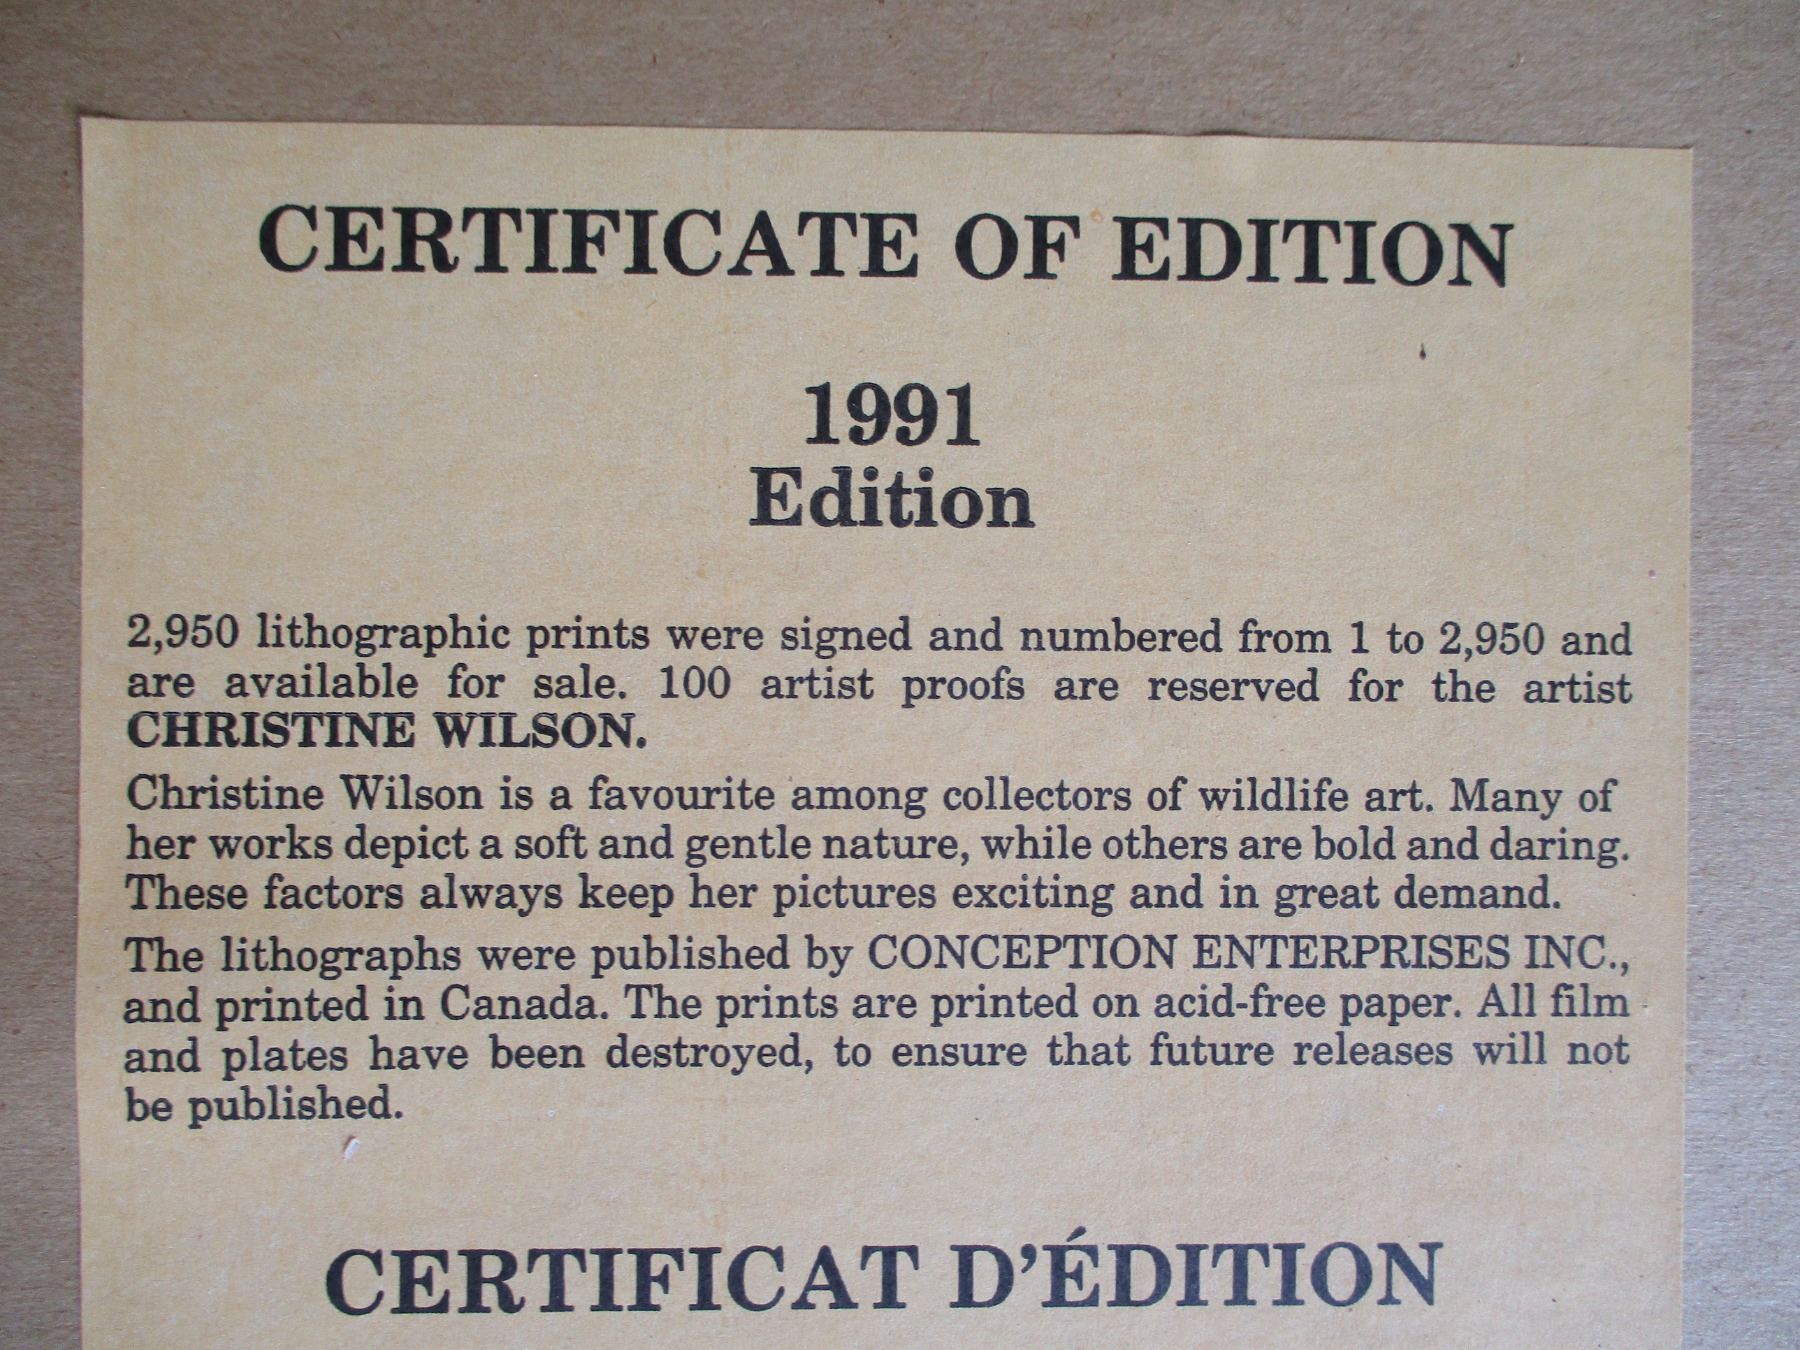 CERTIFICATE OF EDITION
1991
Edition
2,950 lithographic prints were signed and numbered from 1 to 2,950 and
are available for sale. 100 artist proofs are reserved for the artist
CHRISTINE WILSON.
Christine Wilson is a favourite among collectors of wildlife art. Many of
her works depict a soft and gentle nature, while others are bold and daring.
These factors always keep her pictures exciting and in great demand.
The lithographs were published by CONCEPTION ENTERPRISES INC.,
and printed in Canada. The prints are printed on acid-free paper. All film
and plates have been destroyed, to ensure that future releases will not
be published.
CERTIFICAT D'ÉDITION